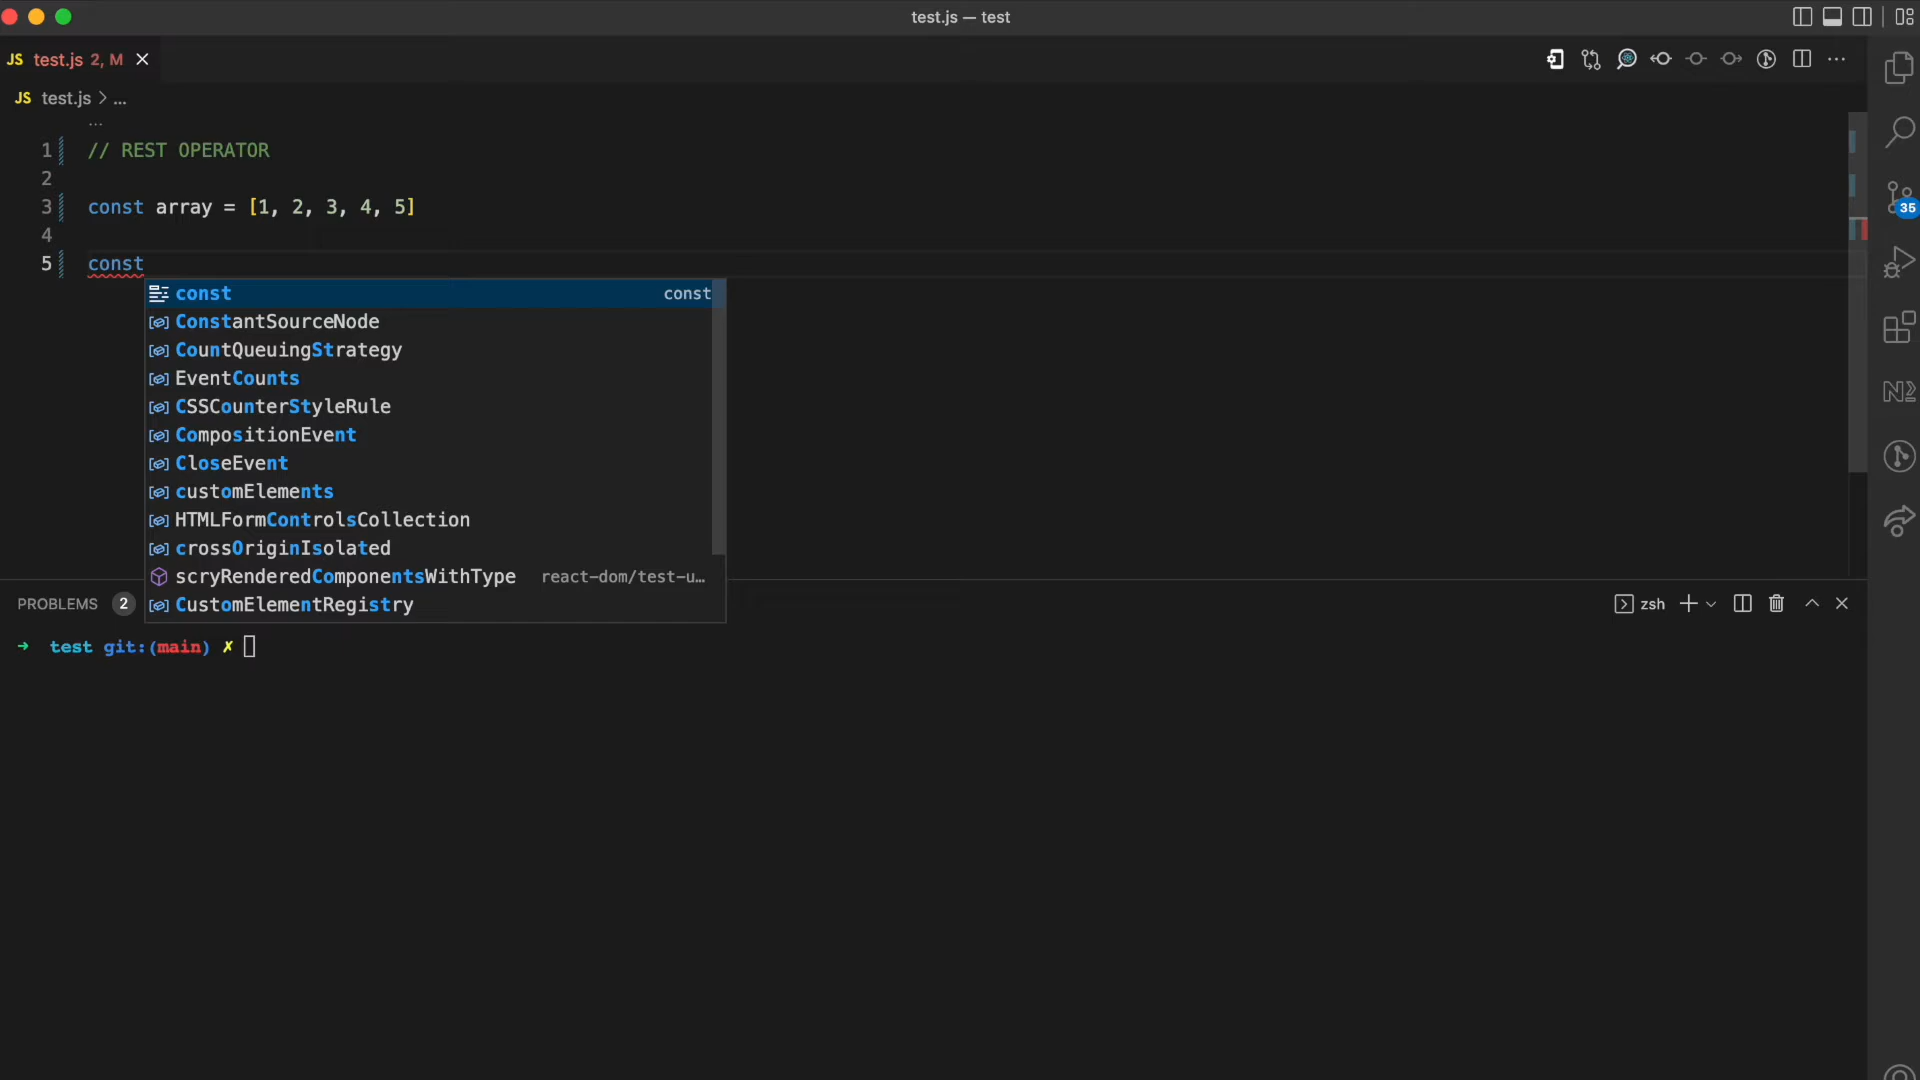 test.js — test
JS test.js 2, M
JS test.js > ...
...
1 // REST OPERATOR
2
3 const array = [1, 2, 3, 4, 5]
4
5 const
const const
ConstantSourceNode
CountQueuingStrategy
EventCounts
CSSCounterStyleRule
CompositionEvent
CloseEvent
customElements
HTMLFormControlsCollection
crossOriginIsolated
scryRenderedComponentsWithType react-dom/test-u…
CustomElementRegistry
35
PROBLEMS 2
zsh
➜ test git:(main) ✗